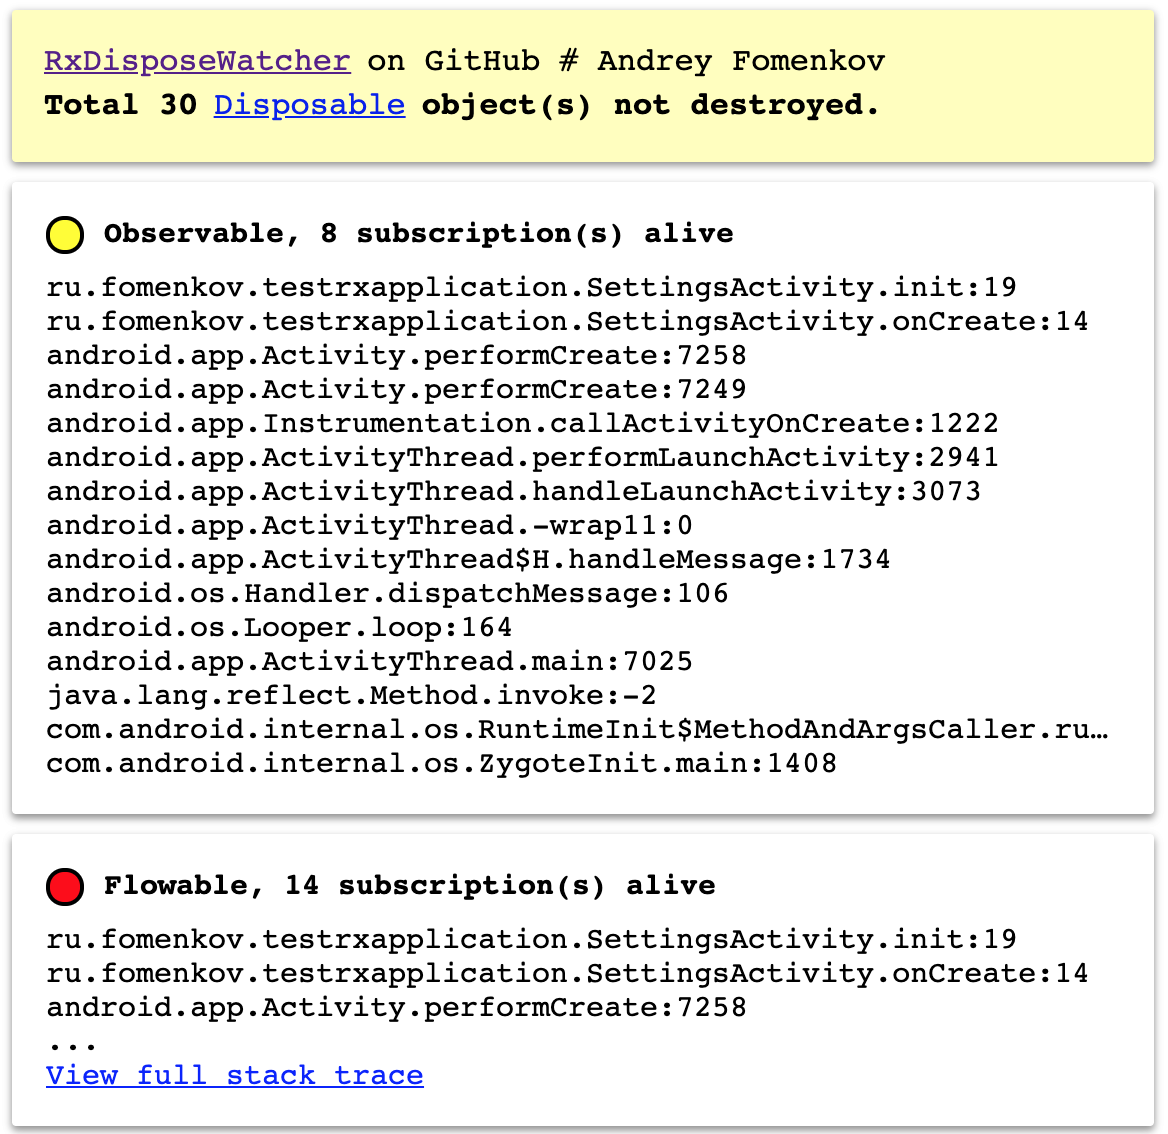 RxDisposeWatcher on GitHub # Andrey Fomenkov
Total 30 Disposable object(s) not destroyed.
Observable, 8 subscription(s) alive
ru.fomenkov.testrxapplication.SettingsActivity.init:19
ru.fomenkov.testrxapplication.SettingsActivity.onCreate:14
android.app.Activity.performCreate:7258
android.app.Activity.performCreate:7249
android.app.Instrumentation.callActivityOnCreate:1222
android.app.ActivityThread.performLaunchActivity:2941
android.app.ActivityThread.handleLaunchActivity:3073
android.app.ActivityThread.-wrap11:0
android.app.ActivityThread$H.handleMessage:1734
android.os.Handler.dispatchMessage:106
android.os.Looper.loop:164
android.app.ActivityThread.main:7025
java.lang.reflect.Method.invoke:-2
com.android.internal.os.RuntimeInit$MethodAndArgsCaller.ru…
com.android.internal.os.ZygoteInit.main:1408
Flowable, 14 subscription(s) alive
ru.fomenkov.testrxapplication.SettingsActivity.init:19
ru.fomenkov.testrxapplication.SettingsActivity.onCreate:14
android.app.Activity.performCreate:7258
...
View full stack trace